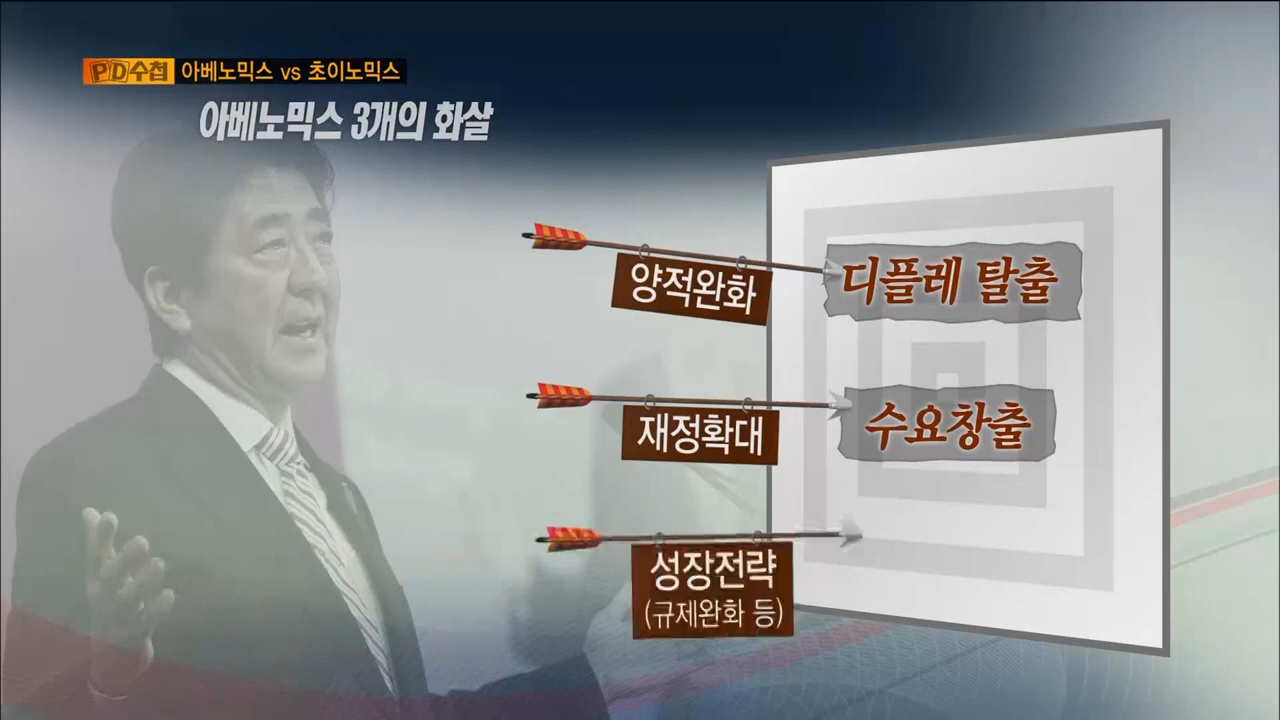 PD수첩 아베노믹스 vs 초이노믹스
아베노믹스 3개의 화살
양적완화
디플레 탈출
재정확대
수요창출
성장전략
(규제완화 등)